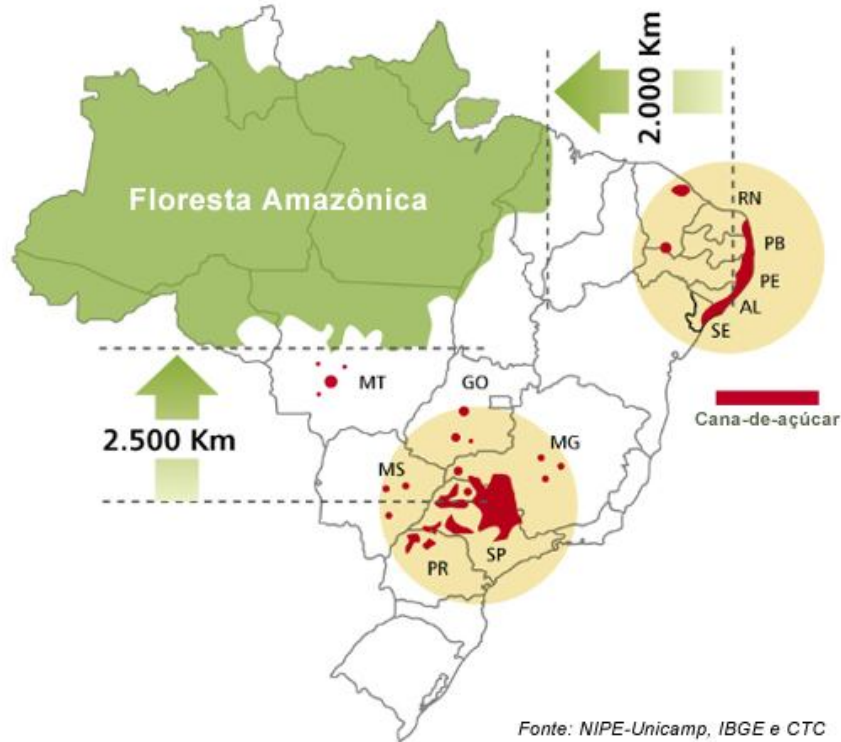 2.000 Km
Floresta Amazônica
RN
PB
PE
AL
SE
MT
GO
Cana-de-açúcar
2.500 Km
MG
MS
SP
PR
Fonte: NIPE-Unicamp, IBGE e CTC